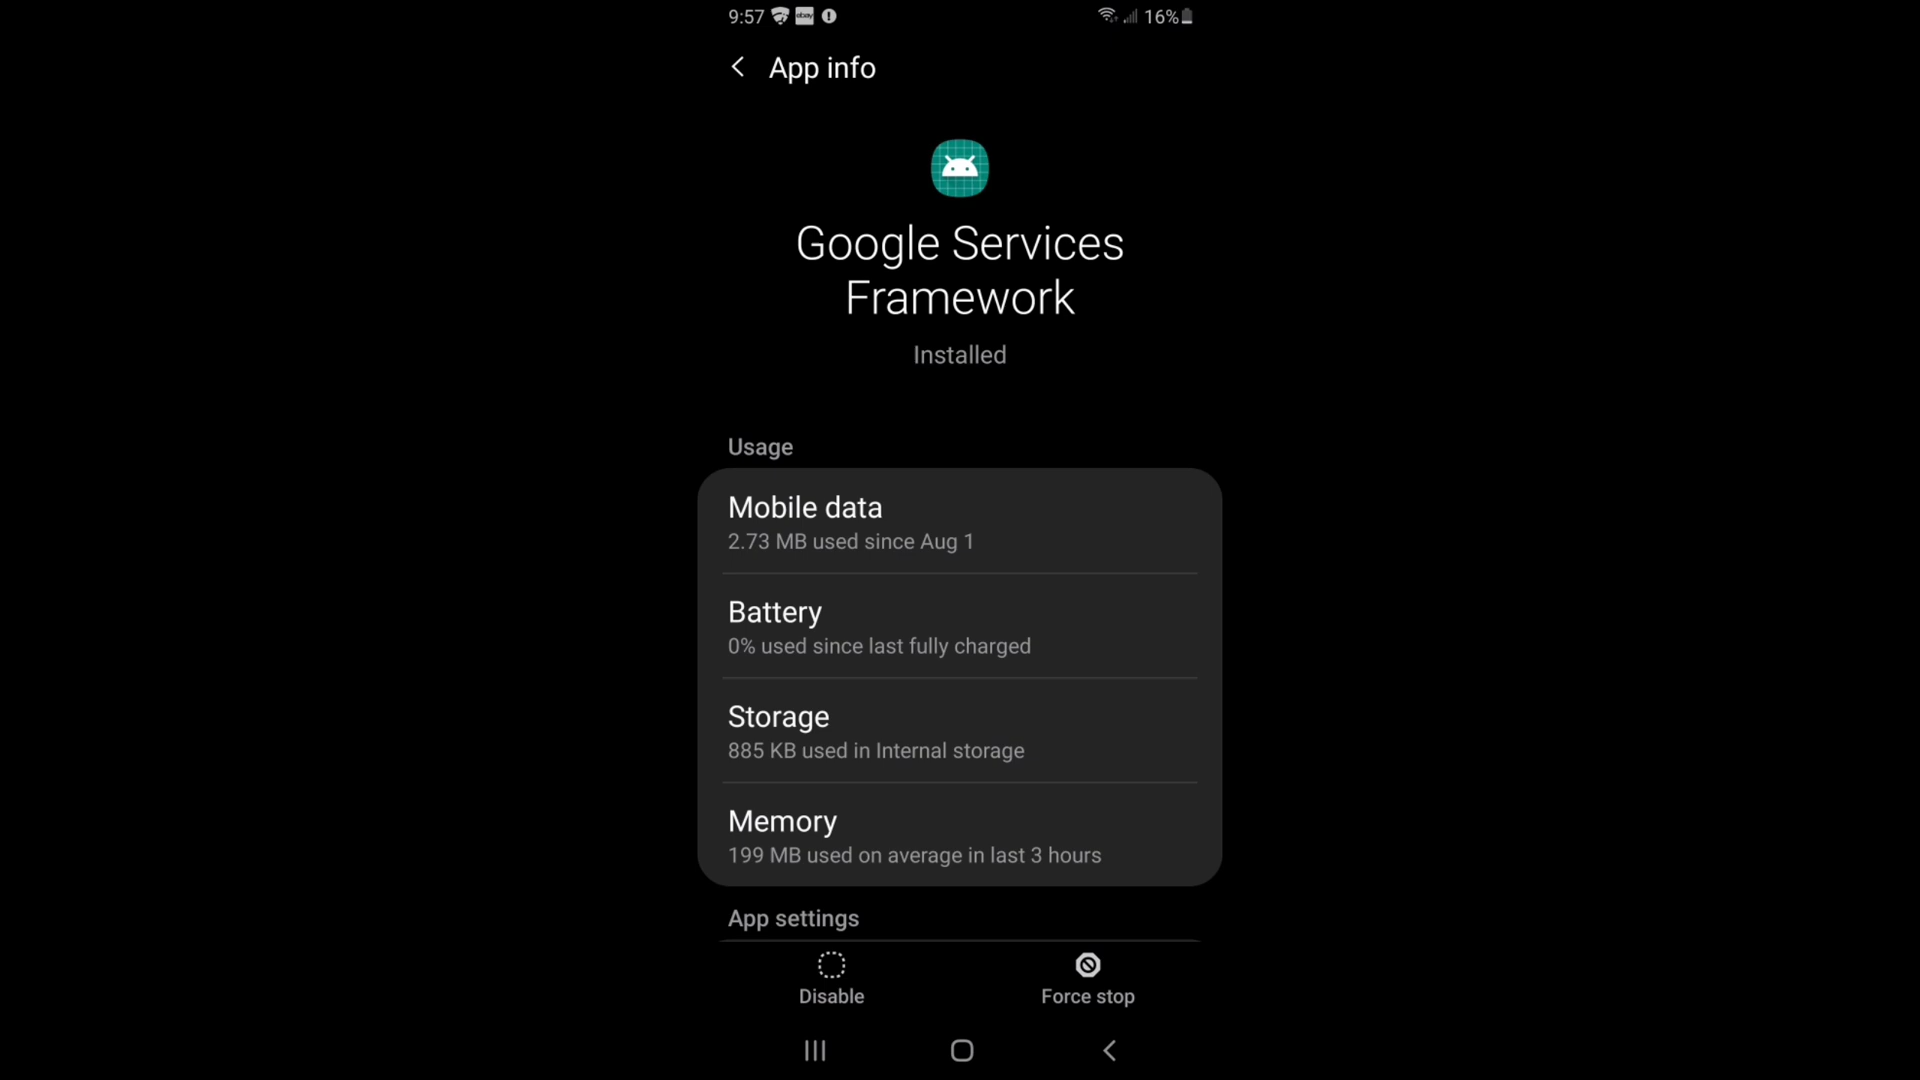 9:57 ebay 16%
App info
Google Services
Framework
Installed
Usage
Mobile data
2.73 MB used since Aug 1
Battery
0% used since last fully charged
Storage
885 KB used in Internal storage
Memory
199 MB used on average in last 3 hours
App settings
Disable Force stop